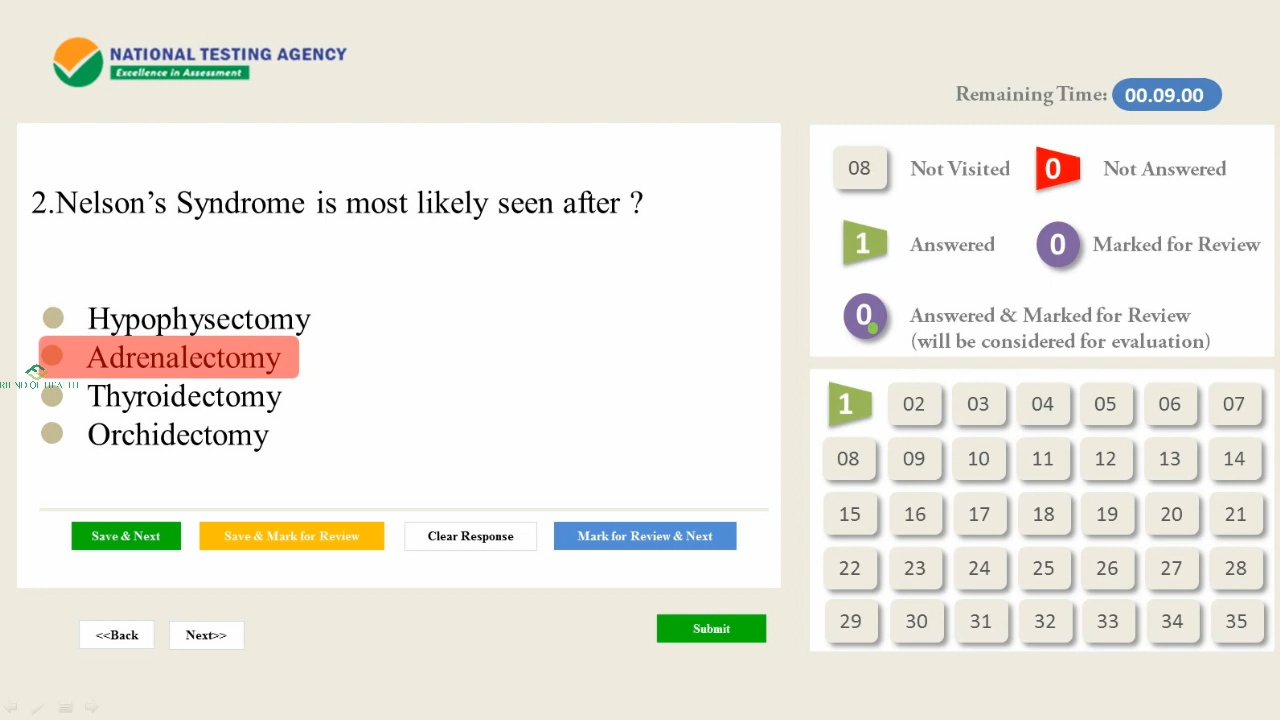 NATIONAL TESTING AGENCY
Excellence in Assessment
Remaining Time: 00.09.00
2.Nelson's Syndrome is most likely seen after ?
Hypophysectomy
Adrenalectomy
Thyroidectomy
Orchidectomy
Save & Next
Save & Mark for Review
Clear Response
Mark for Review & Next
<<Back
Next>>
Submit
08 Not Visited
0 Not Answered
1 Answered
0 Marked for Review
0 Answered & Marked for Review
(will be considered for evaluation)
1 02 03 04 05 06 07
08 09 10 11 12 13 14
15 16 17 18 19 20 21
22 23 24 25 26 27 28
29 30 31 32 33 34 35